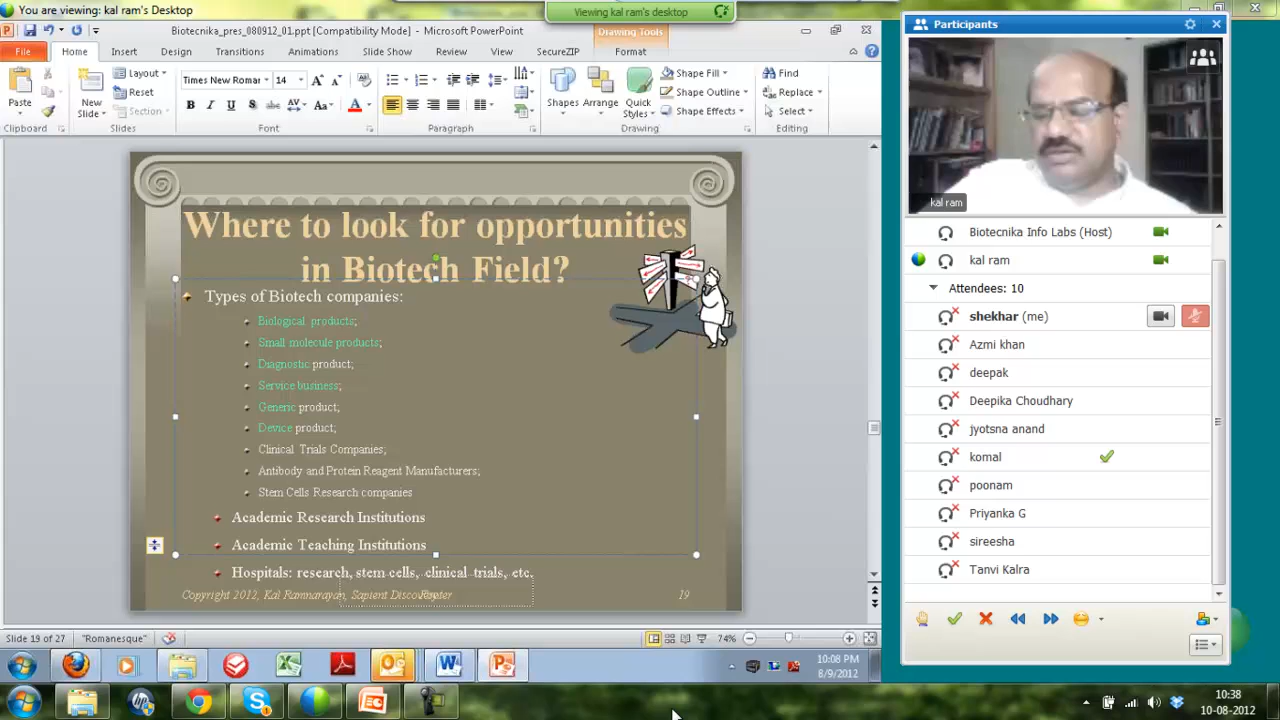 You are viewing: kal ram's Desktop
Viewing kal ram's desktop
[Compatibility Mode] - Microsoft
Drawing Tools
File
Home
Insert
Design
Transitions
Animations
Slide Show
Review
View
SecureZIP
Format
Paste
New
Slide
Layout
Reset
Section
Times New Romar
14
Shapes
Arrange
Quick
Styles
Shape Fill
Shape Outline
Shape Effects
Find
Replace
Select
Clipboard
Slides
Font
Paragraph
Drawing
Editing
Where to look for opportunities
in Biotech Field?
Types of Biotech companies:
Biological products;
Small molecule products;
Diagnostic product;
Service business;
Generic product;
Device product;
Clinical Trials Companies;
Antibody and Protein Reagent Manufacturers;
Stem Cells Research companies
Academic Research Institutions
Academic Teaching Institutions
Hospitals: research, stem cells, clinical trials, etc.
Copyright 2012, Kal Ramnarayan, Sapient
19
Slide 19 of 27
"Romanesque"
74%
10:08 PM
8/9/2012
Participants
kal ram
Biotecnika Info Labs (Host)
kal ram
Attendees: 10
shekhar (me)
Azmi khan
deepak
Deepika Choudhary
jyotsna anand
komal
poonam
Priyanka G
sireesha
Tanvi Kalra
10:38
10-08-2012